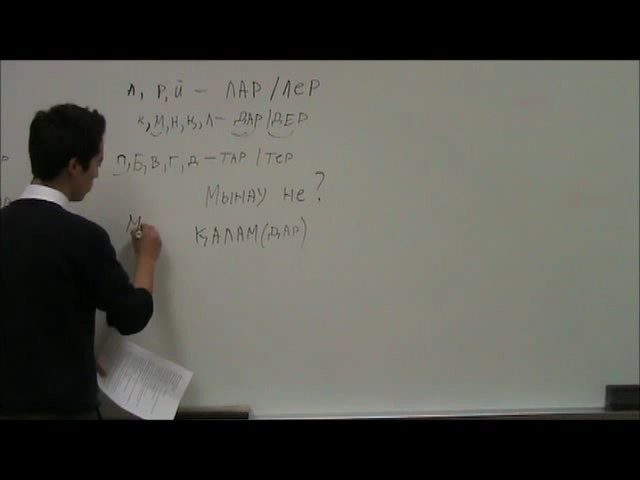 л, р, й – ЛАР/ЛеР
к, м, н, қ, л – ДАР/ДЕР
п, Б, в, г, д – ТАР/Тер
Мынау не?
М ҚАЛАМ(ДАР)